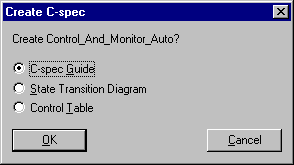 Create C-spec
Create Control_And_Monitor_Auto?
C-spec Guide
State Transition Diagram
Control Table
OK
Cancel